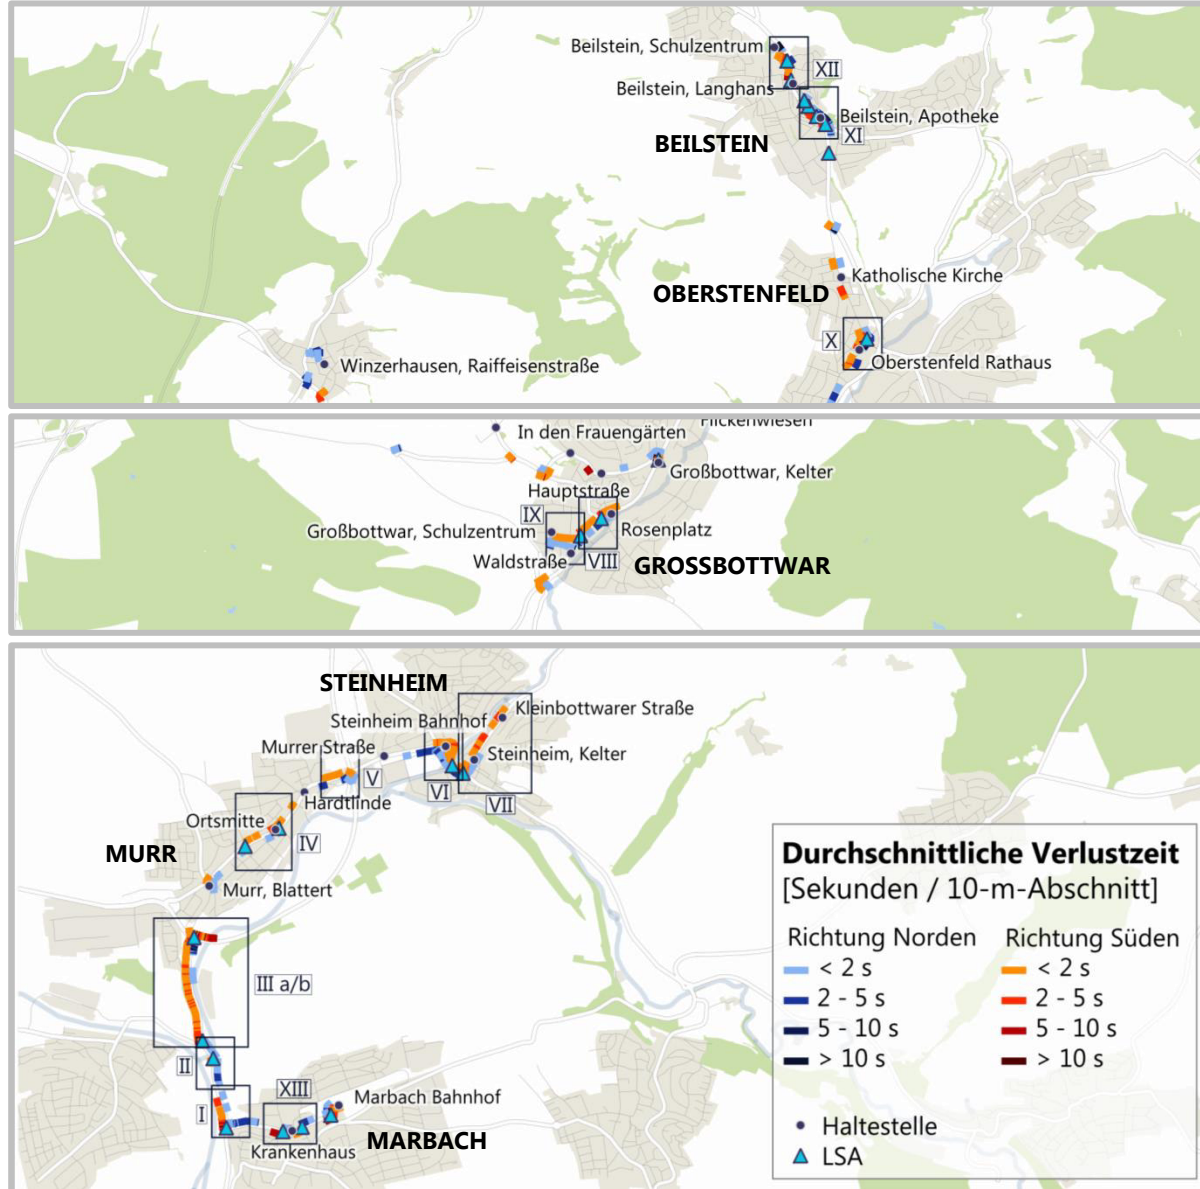 Beilstein, Schulzentrum
XII
Beilstein, Langhans
Beilstein, Apotheke
XI
BEILSTEIN
Katholische Kirche
OBERSTENFELD
X
Oberstenfeld Rathaus
Winzerhausen, Raiffeisenstraße
Flickenwiesen
In den Frauengärten
Großbottwar, Kelter
Hauptstraße
IX
Großbottwar, Schulzentrum
Rosenplatz
Waldstraße
VIII
GROSSBOTTWAR
STEINHEIM
Kleinbottwarer Straße
Steinheim Bahnhof
Murrer Straße
Steinheim, Kelter
V
VI
VII
Hardtlinde
Ortsmitte
IV
MURR
Murr, Blattert
III a/b
II
XIII
I
Marbach Bahnhof
MARBACH
Krankenhaus
Durchschnittliche Verlustzeit
[Sekunden / 10-m-Abschnitt]
Richtung Norden Richtung Süden
< 2 s < 2 s
2 - 5 s 2 - 5 s
5 - 10 s 5 - 10 s
> 10 s > 10 s
Haltestelle
LSA